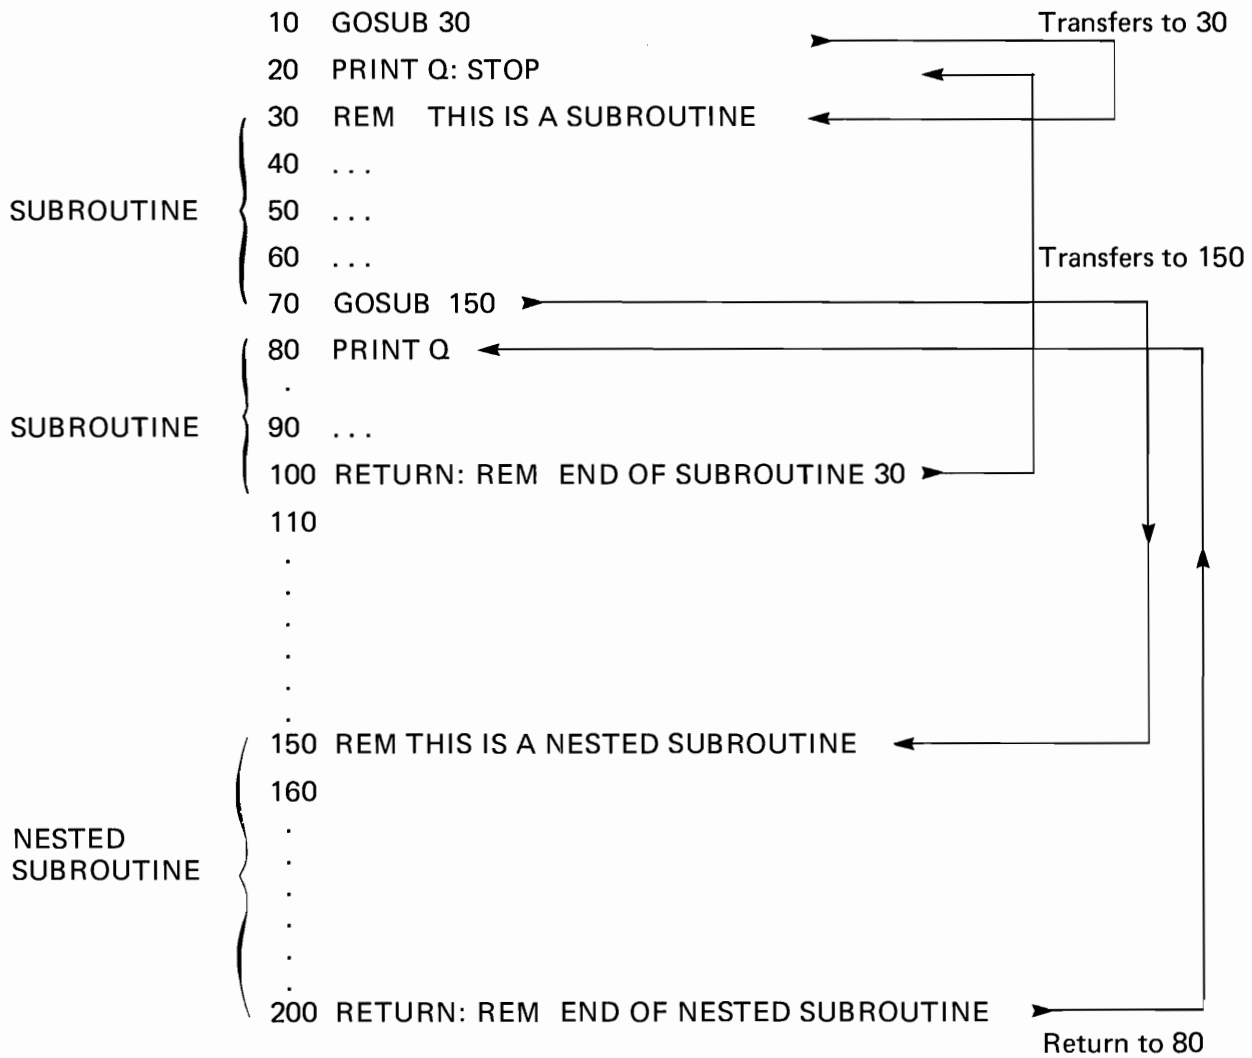 10 GOSUB 30 Transfers to 30
20 PRINT Q: STOP
30 REM THIS IS A SUBROUTINE
40 ...
SUBROUTINE 50 ...
60 ... Transfers to 150
70 GOSUB 150
80 PRINT Q
.
SUBROUTINE 90 ...
100 RETURN: REM END OF SUBROUTINE 30
110
.
.
.
.
.
.
150 REM THIS IS A NESTED SUBROUTINE
160
.
NESTED
.
SUBROUTINE
.
.
.
.
200 RETURN: REM END OF NESTED SUBROUTINE
Return to 80